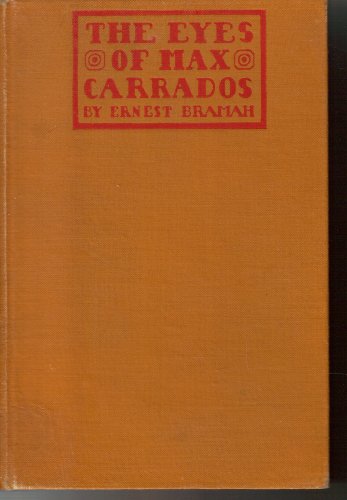 THE EYES
OF MAX
CARRADOS
BY ERNEST BRAMAH